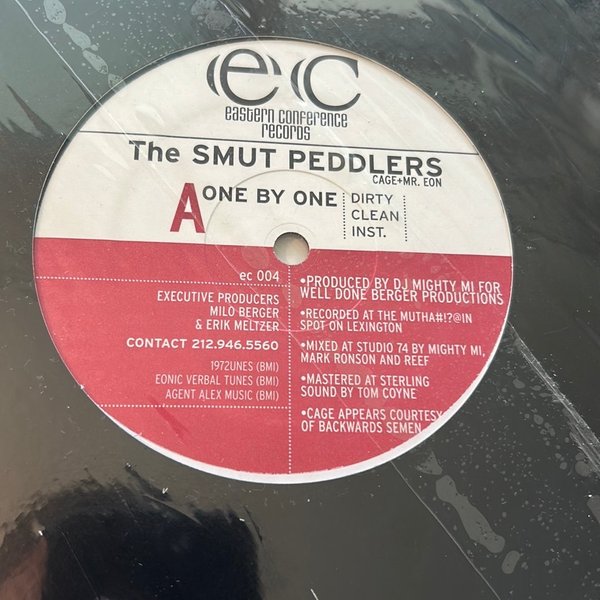 ec
eastern conference
records
The SMUT PEDDLERS
CAGE+MR. EON
A ONE BY ONE
DIRTY
CLEAN
INST.
ec 004
EXECUTIVE PRODUCERS
MILO BERGER
& ERIK MELTZER
CONTACT 212.946.5560
1972UNES (BMI)
EONIC VERBAL TUNES (BMI)
AGENT ALEX MUSIC (BMI)
•PRODUCED BY DJ MIGHTY MI FOR
WELL DONE BERGER PRODUCTIONS
•RECORDED AT THE MUTHA#!?@IN
SPOT ON LEXINGTON
•MIXED AT STUDIO 74 BY MIGHTY MI,
MARK RONSON AND REEF
•MASTERED AT STERLING
SOUND BY TOM COYNE
•CAGE APPEARS COURTESY
OF BACKWARDS SEMEN